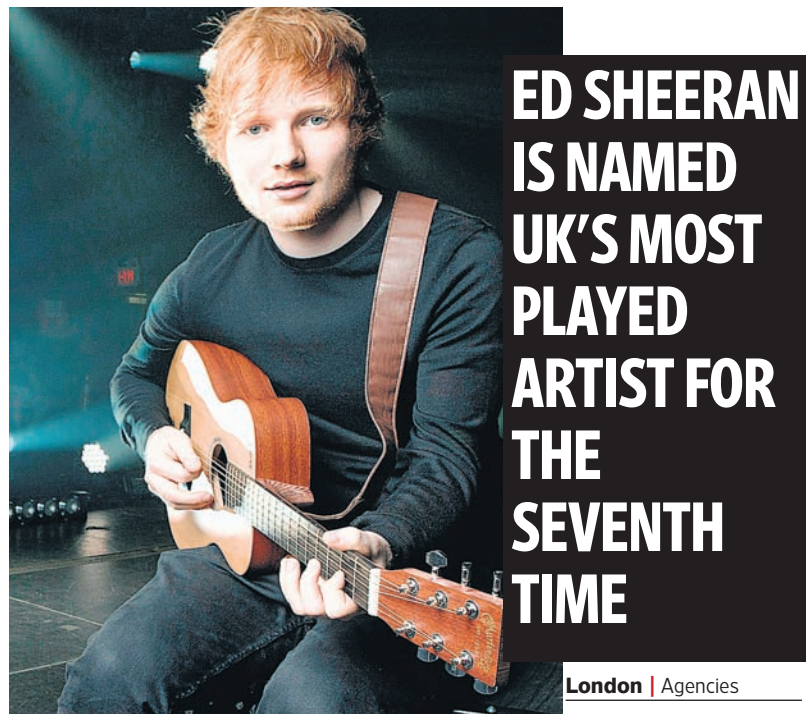 ED SHEERAN
IS NAMED
UK'S MOST
PLAYED
ARTIST FOR
THE
SEVENTH
TIME
London | Agencies